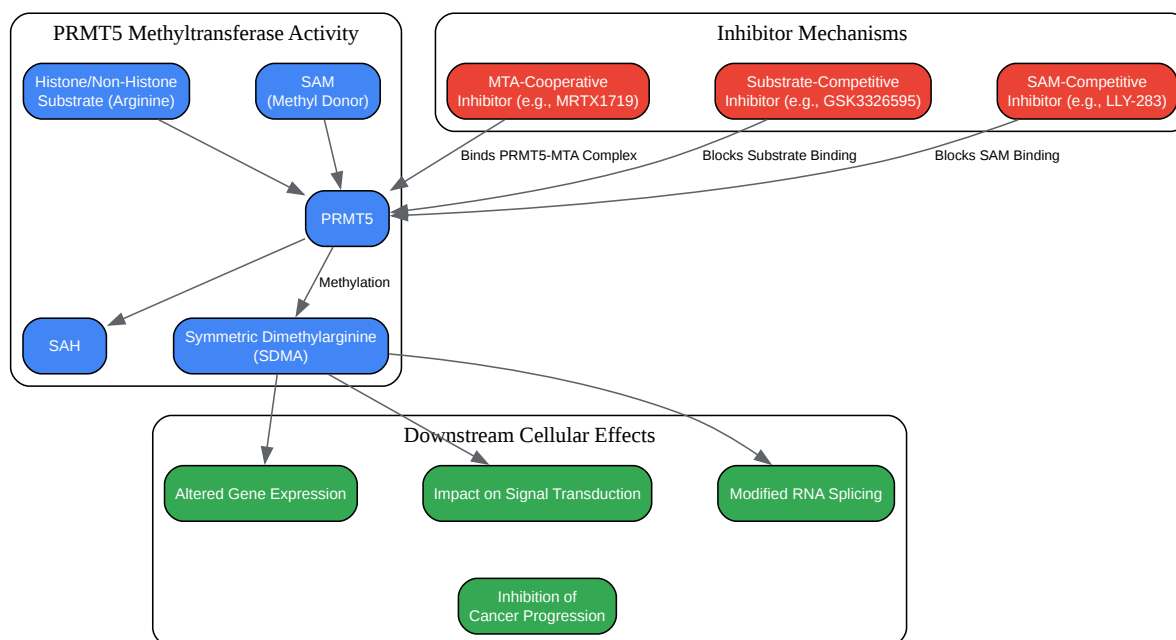 PRMT5 Methyltransferase Activity
Histone/Non-Histone
Substrate (Arginine)
SAM
(Methyl Donor)
PRMT5
Methylation
SAH
Symmetric Dimethylarginine
(SDMA)
Inhibitor Mechanisms
MTA-Cooperative
Inhibitor (e.g., MRTX1719)
Substrate-Competitive
Inhibitor (e.g., GSK3326595)
SAM-Competitive
Inhibitor (e.g., LLY-283)
Binds PRMT5-MTA Complex
Blocks Substrate Binding
Blocks SAM Binding
Downstream Cellular Effects
Altered Gene Expression
Impact on Signal Transduction
Modified RNA Splicing
Inhibition of
Cancer Progression